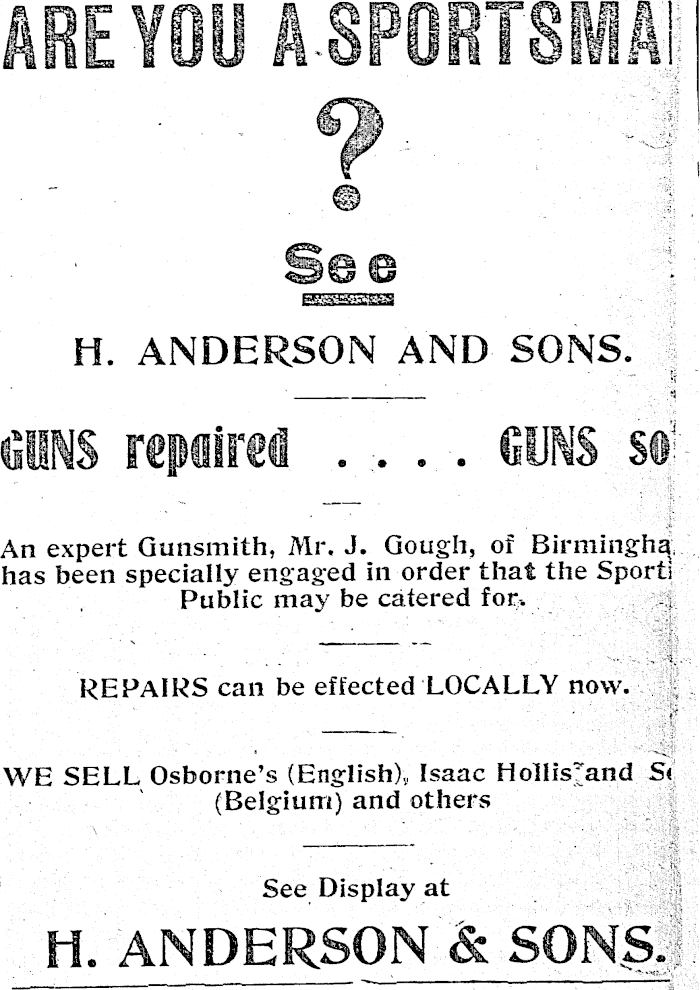 ARE YOU A SPORTSMA
?
See
H. ANDERSON AND SONS.
GUNS repaired . . . . GUNS so
An expert Gunsmith, Mr. J. Gough, of Birmingha
has been specially engaged in order that the Sporti
Public may be catered for.
REPAIRS can be effected LOCALLY now.
WE SELL Osborne's (English), Isaac Hollis and S
(Belgium) and others
See Display at
H. ANDERSON & SONS.